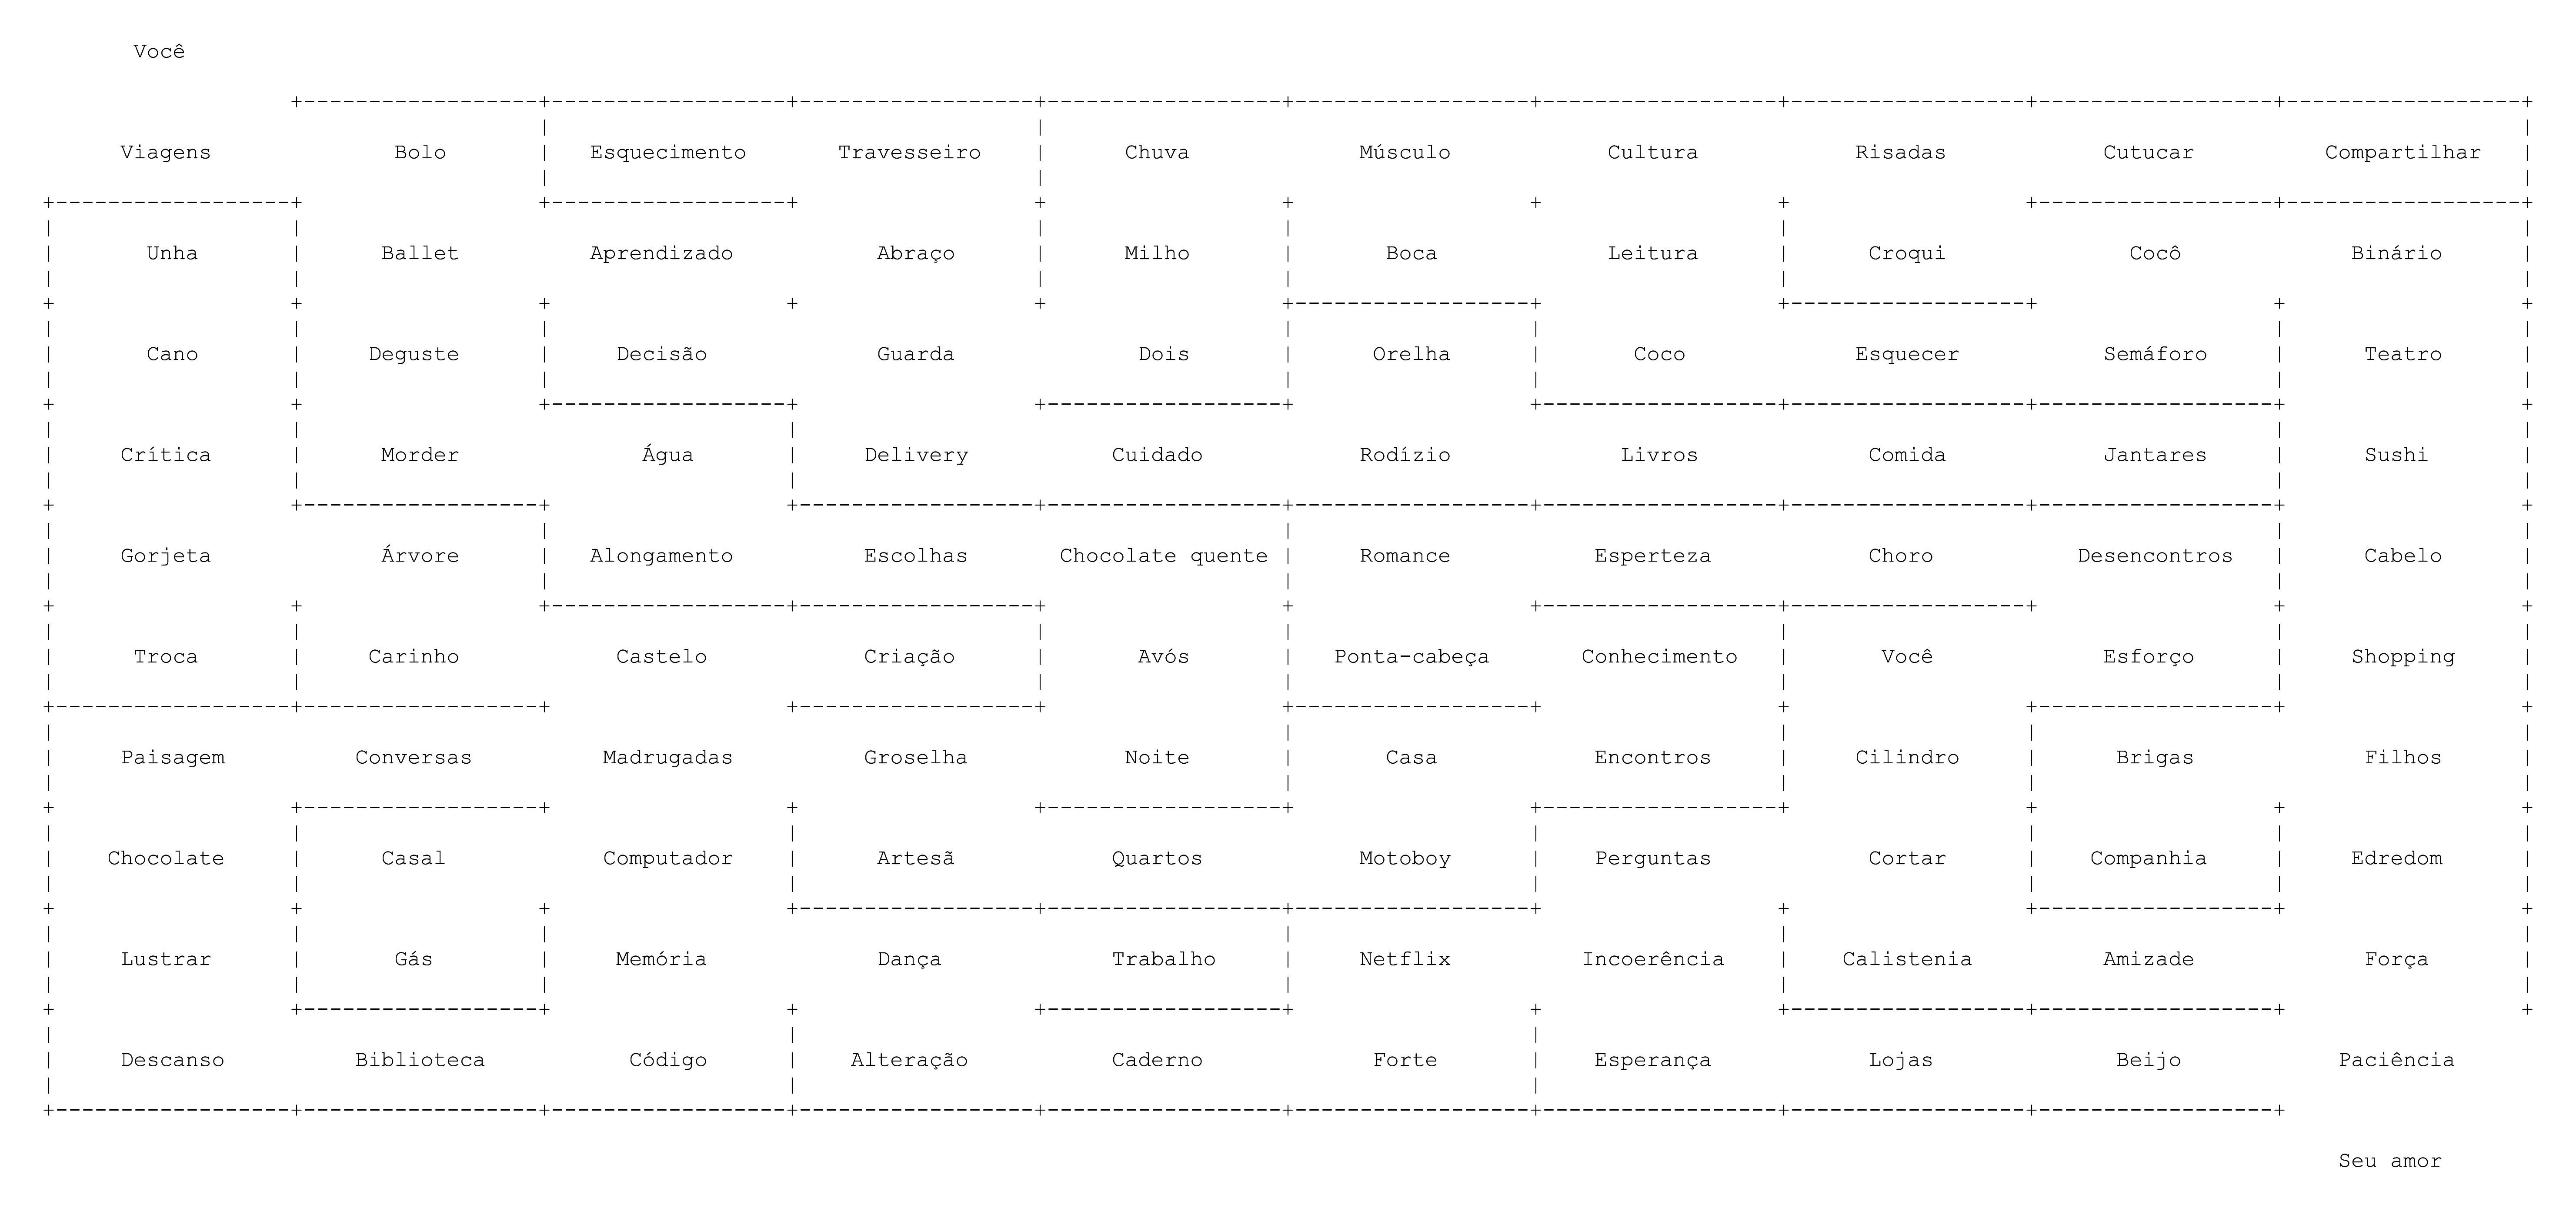 Você
Viagens Bolo Esquecimento Travesseiro Chuva Músculo Cultura Risadas Cutucar Compartilhar
Unha Ballet Aprendizado Abraço Milho Boca Leitura Croqui Cocô Binário
Cano Deguste Decisão Guarda Dois Orelha Coco Esquecer Semáforo Teatro
Crítica Morder Água Delivery Cuidado Rodízio Livros Comida Jantares Sushi
Gorjeta Árvore Alongamento Escolhas Chocolate quente Romance Esperteza Choro Desencontros Cabelo
Troca Carinho Castelo Criação Avós Ponta-cabeça Conhecimento Você Esforço Shopping
Paisagem Conversas Madrugadas Groselha Noite Casa Encontros Cilindro Brigas Filhos
Chocolate Casal Computador Artesã Quartos Motoboy Perguntas Cortar Companhia Edredom
Lustrar Gás Memória Dança Trabalho Netflix Incoerência Calistenia Amizade Força
Descanso Biblioteca Código Alteração Caderno Forte Esperança Lojas Beijo Paciência
Seu amor